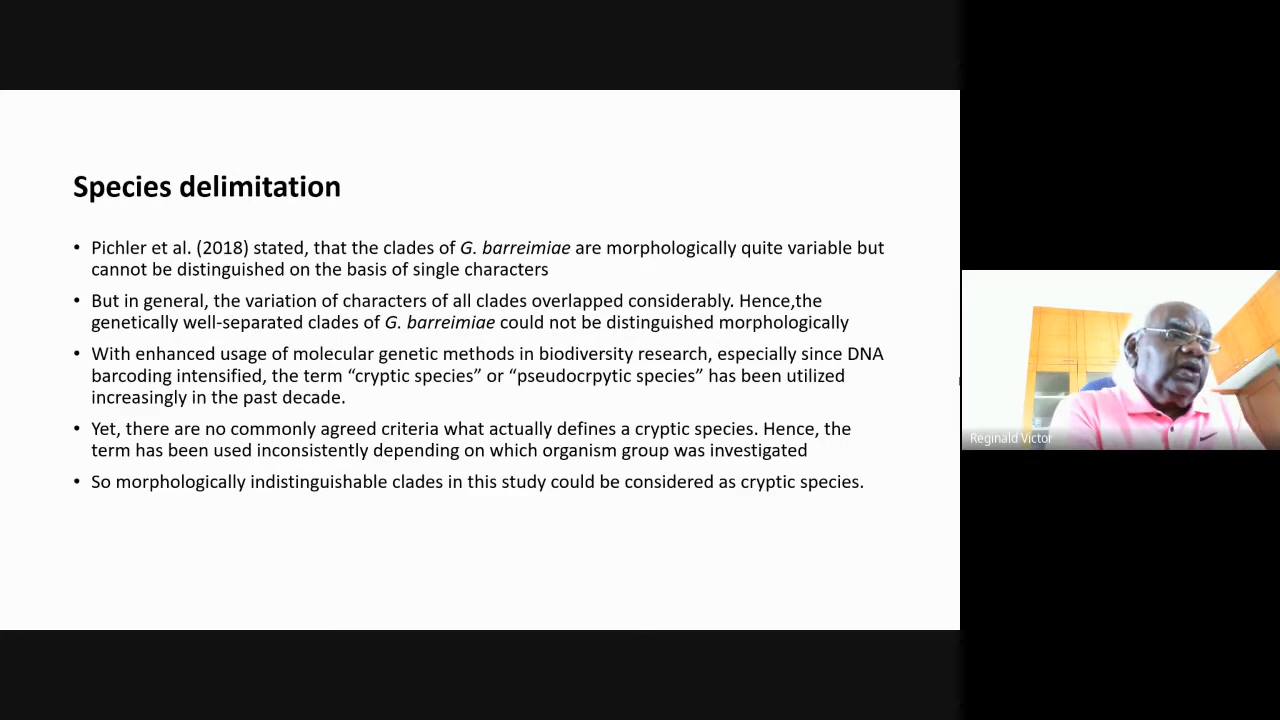 Species delimitation
• Pichler et al. (2018) stated, that the clades of G. barreimiae are morphologically quite variable but
cannot be distinguished on the basis of single characters
• But in general, the variation of characters of all clades overlapped considerably. Hence,the
genetically well-separated clades of G. barreimiae could not be distinguished morphologically
• With enhanced usage of molecular genetic methods in biodiversity research, especially since DNA
barcoding intensified, the term “cryptic species” or “pseudocrpytic species” has been utilized
increasingly in the past decade.
• Yet, there are no commonly agreed criteria what actually defines a cryptic species. Hence, the
term has been used inconsistently depending on which organism group was investigated
• So morphologically indistinguishable clades in this study could be considered as cryptic species.
Reginald Victor